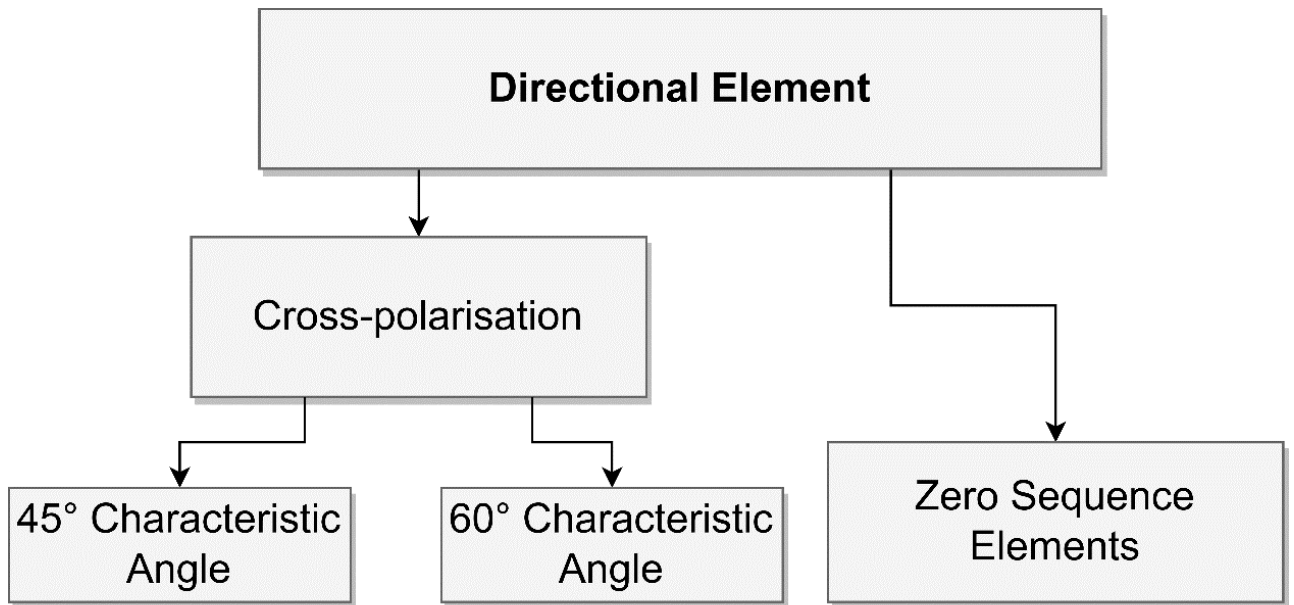 Directional Element
Cross-polarisation
45° Characteristic
Angle
60° Characteristic
Angle
Zero Sequence
Elements